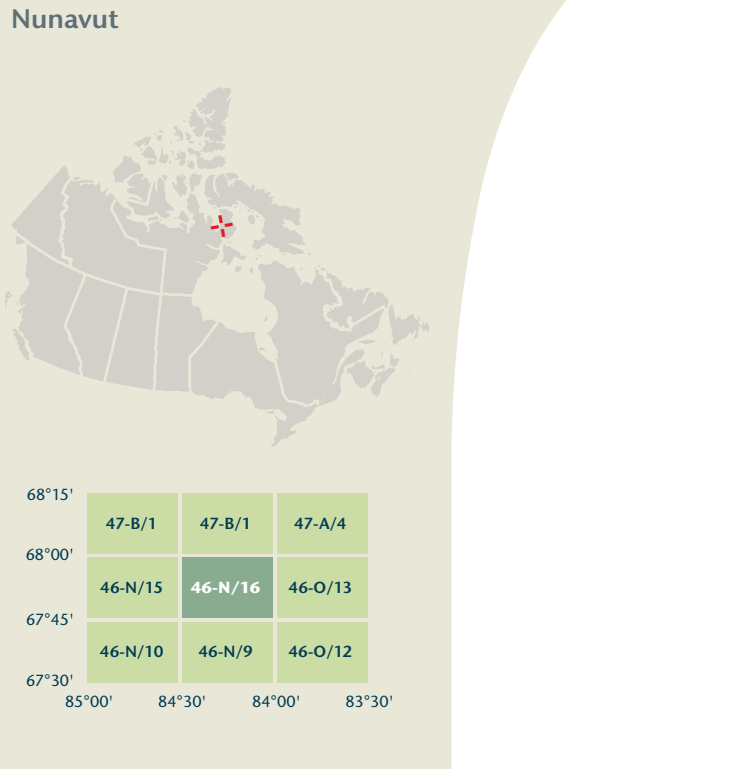 Nunavut
68°15'
47-B/1 47-B/1 47-A/4
68°00'
46-N/15 46-N/16 46-O/13
67°45'
46-N/10 46-N/9 46-O/12
67°30'
85°00' 84°30' 84°00' 83°30'